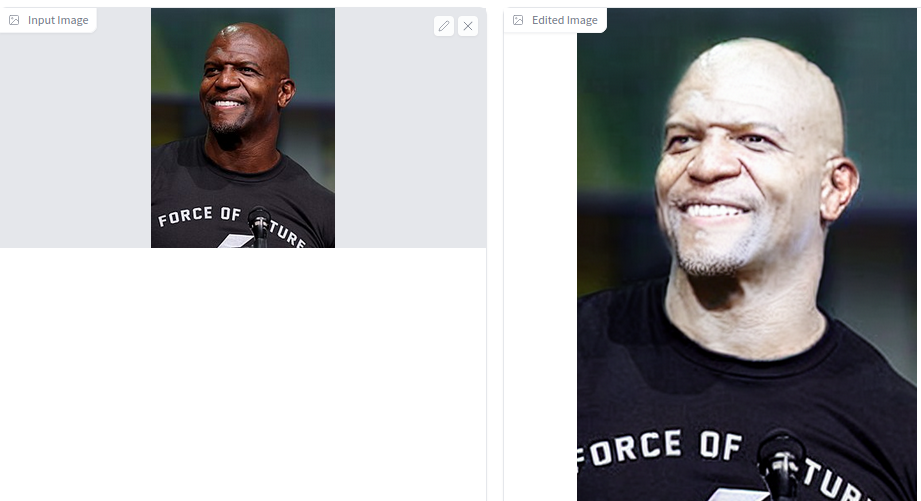 Input Image
FORCE OF
TURE
Edited Image
FORCE OF
TURE